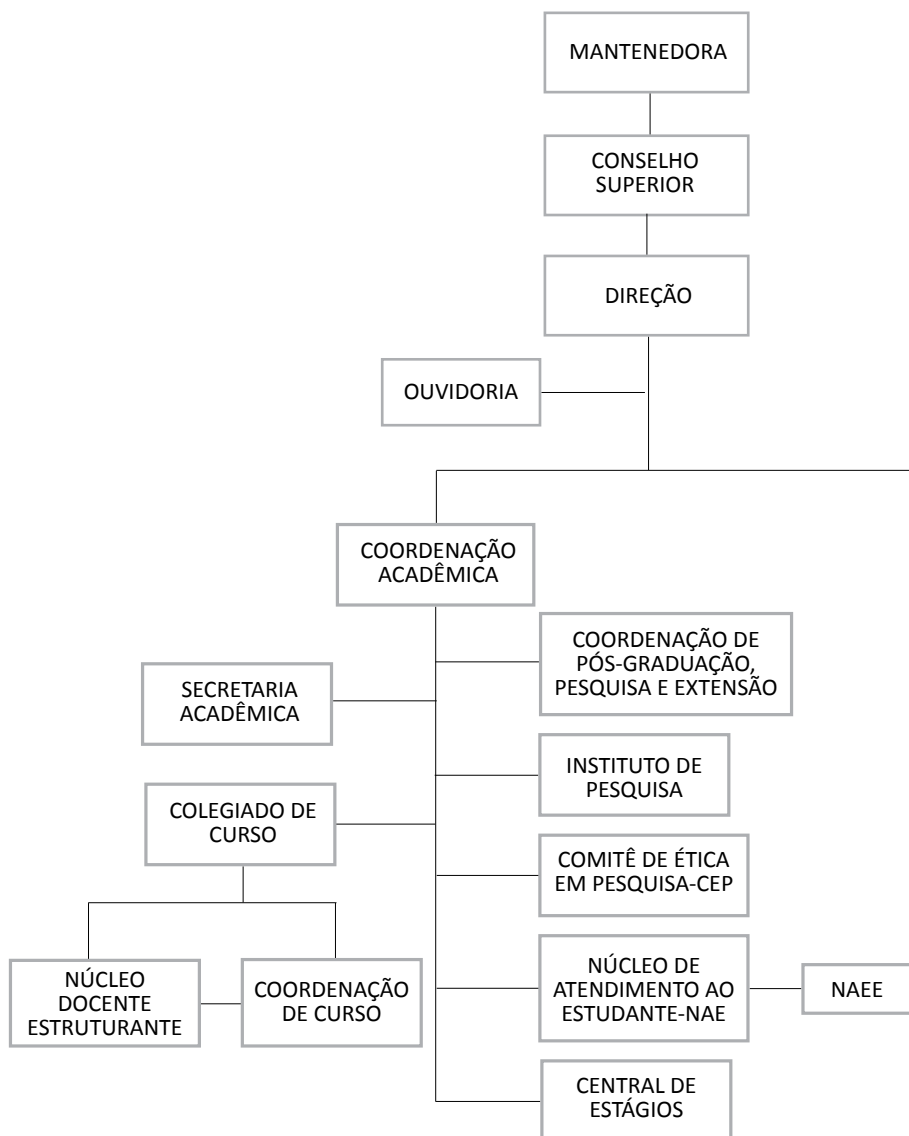 MANTENEDORA
CONSELHO
SUPERIOR
DIREÇÃO
OUVIDORIA
COORDENAÇÃO
ACADÊMICA
COORDENAÇÃO DE
PÓS-GRADUAÇÃO,
PESQUISA E EXTENSÃO
SECRETARIA
ACADÊMICA
INSTITUTO DE
PESQUISA
COLEGIADO DE
CURSO
COMITÊ DE ÉTICA
EM PESQUISA-CEP
NÚCLEO
DOCENTE
ESTRUTURANTE
COORDENAÇÃO
DE CURSO
NÚCLEO DE
ATENDIMENTO AO
ESTUDANTE-NAE
NAEE
CENTRAL DE
ESTÁGIOS